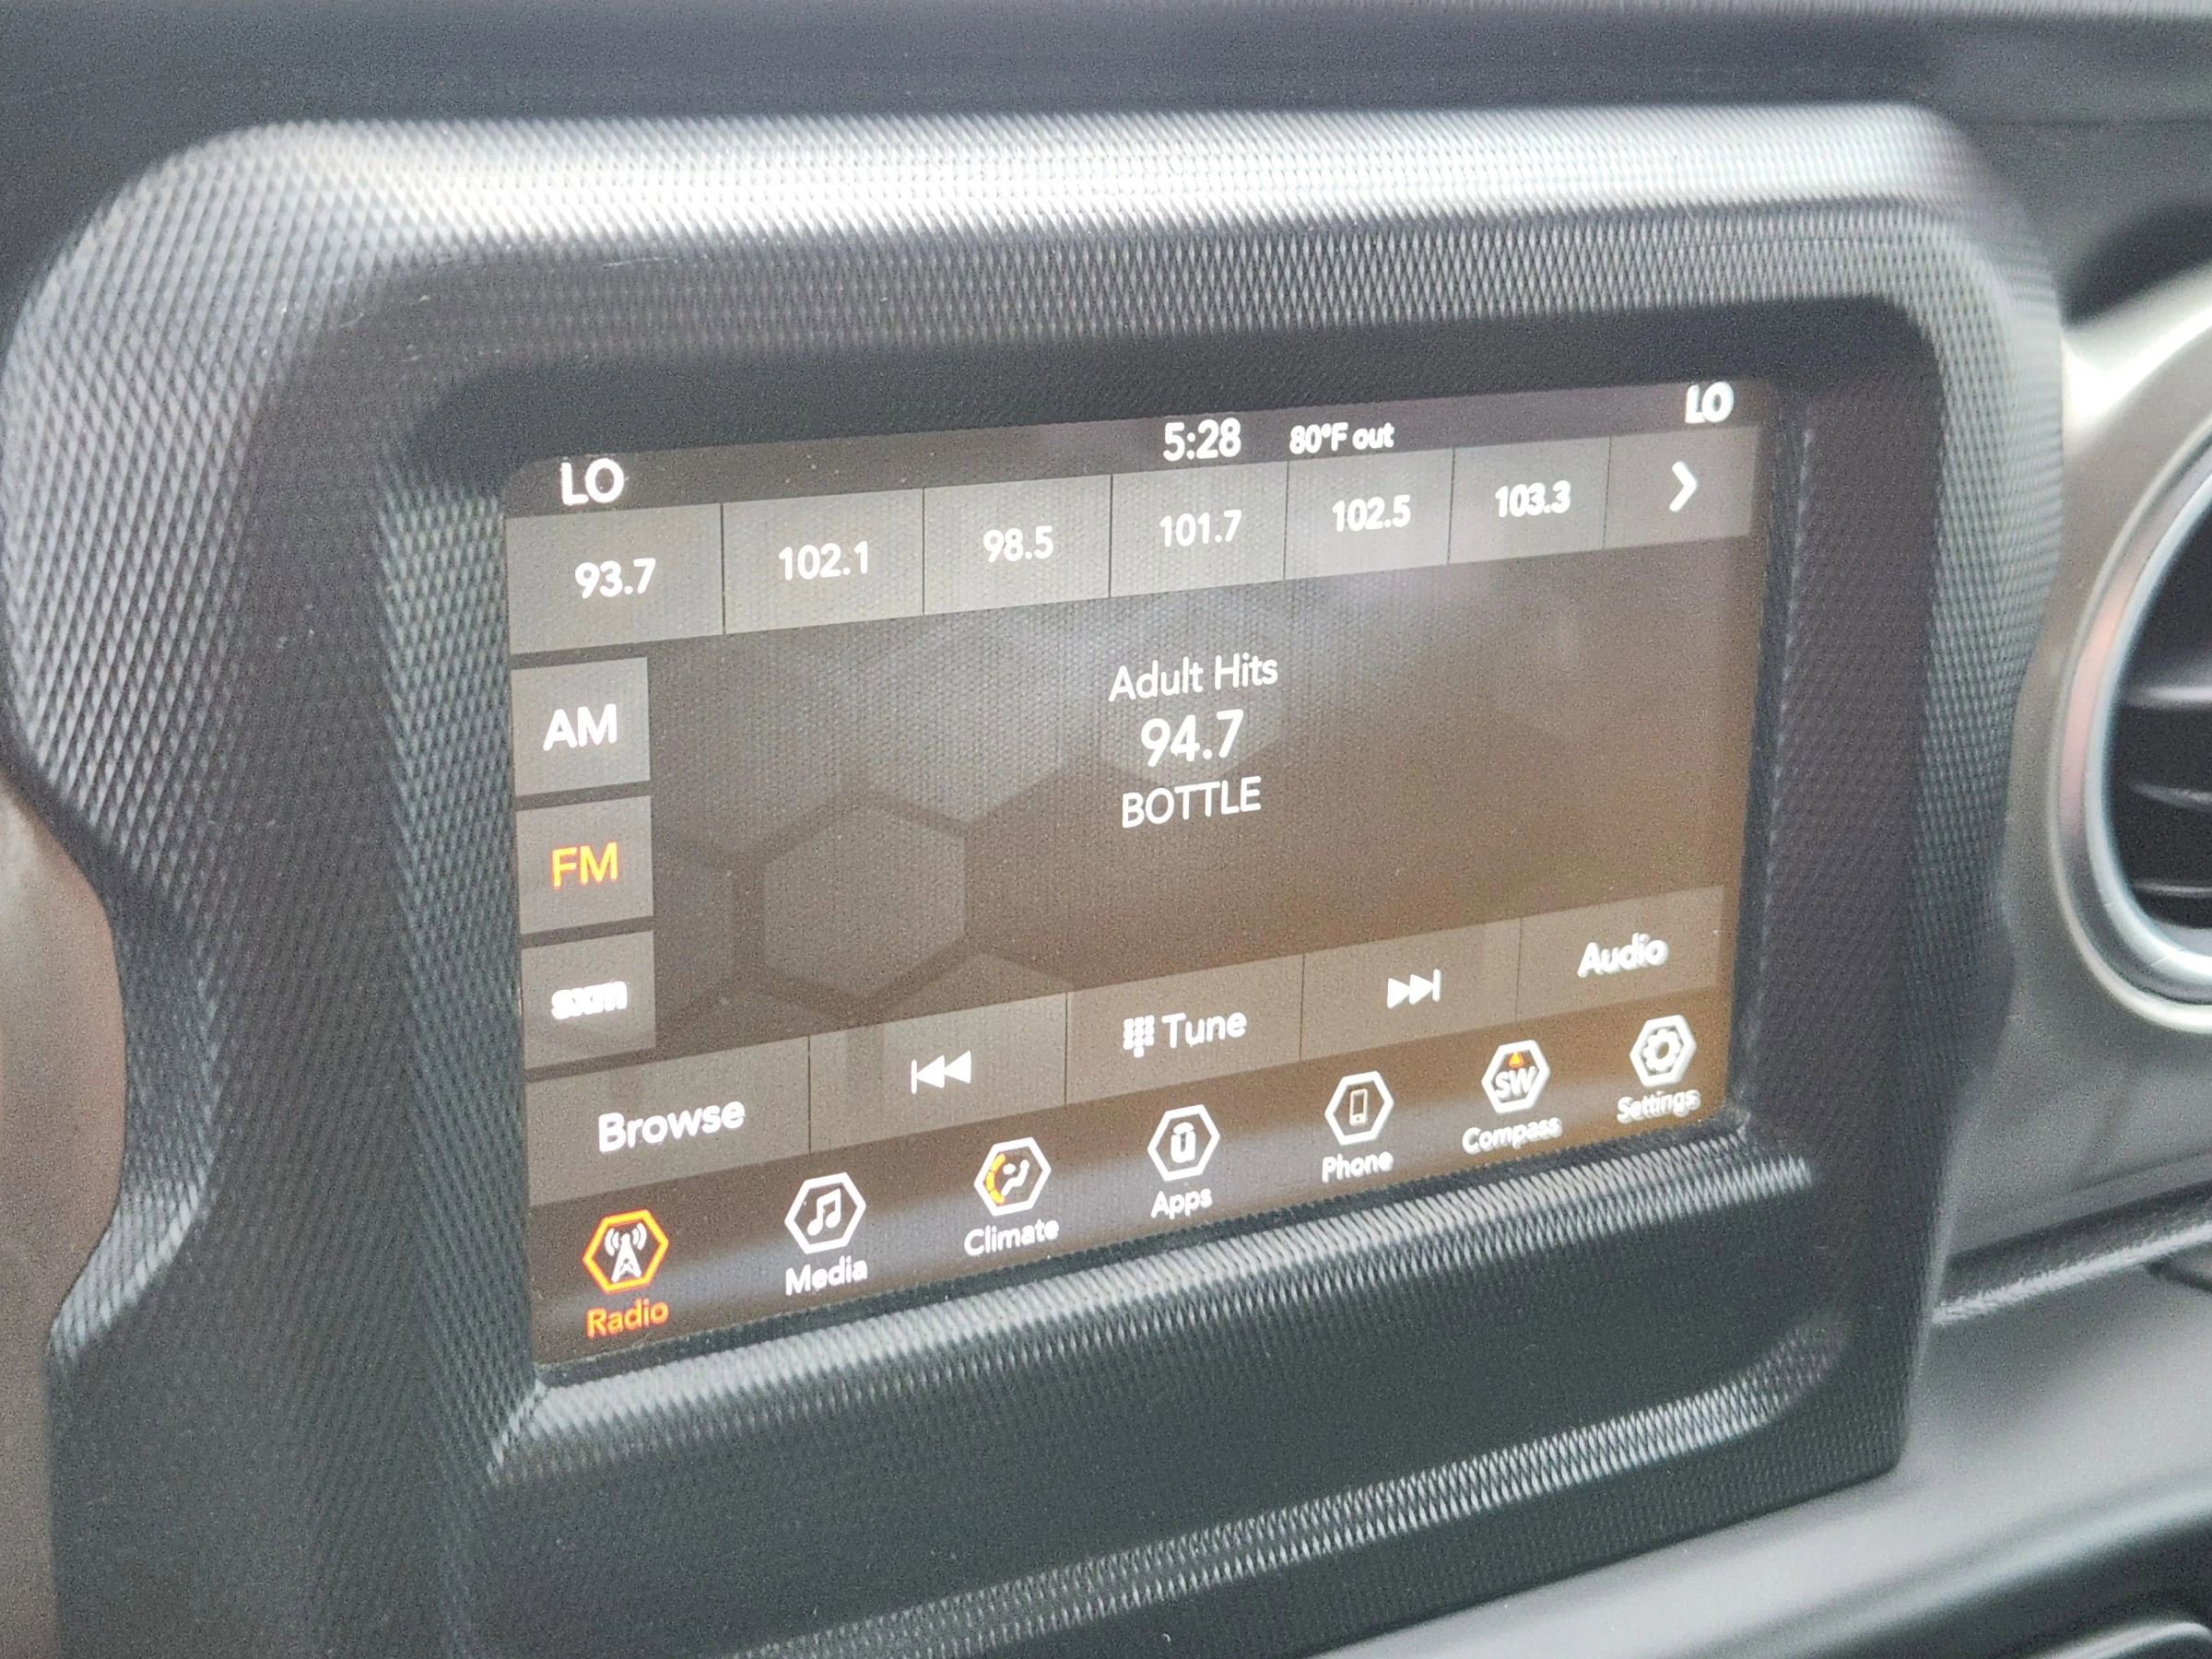 LO 5:28 80°F out LO
93.7 102.1 98.5 101.7 102.5 103.3
Adult Hits
94.7
BOTTLE
AM
FM
sxm
Browse Tune Audio
SW
Radio Media Climate Apps Phone Compass Settings